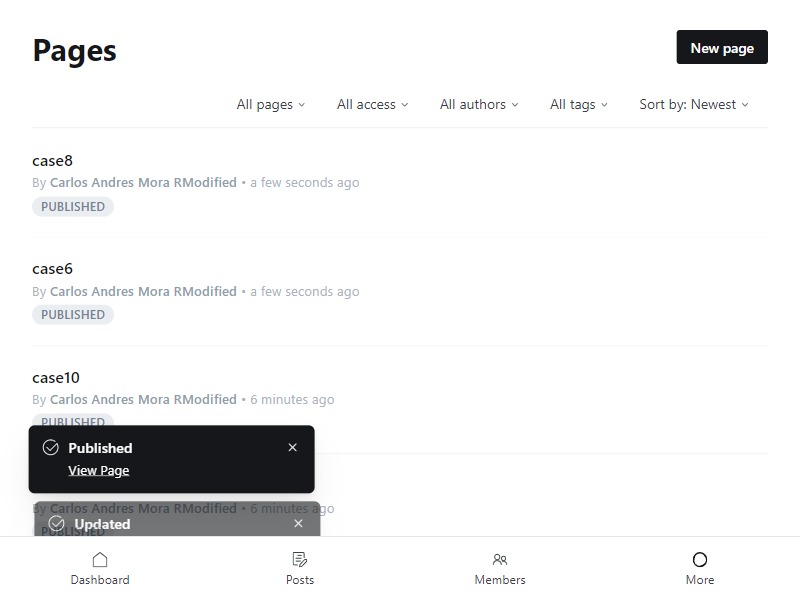 Pages
New page
All pages
All access
All authors
All tags
Sort by: Newest
case8
By Carlos Andres Mora RModified • a few seconds ago
PUBLISHED
case6
By Carlos Andres Mora RModified • a few seconds ago
PUBLISHED
case10
By Carlos Andres Mora RModified • 6 minutes ago
PUBLISHED
Published
View Page
By Carlos Andres Mora RModified • 6 minutes ago
Updated
PUBLISHED
Dashboard
Posts
Members
More